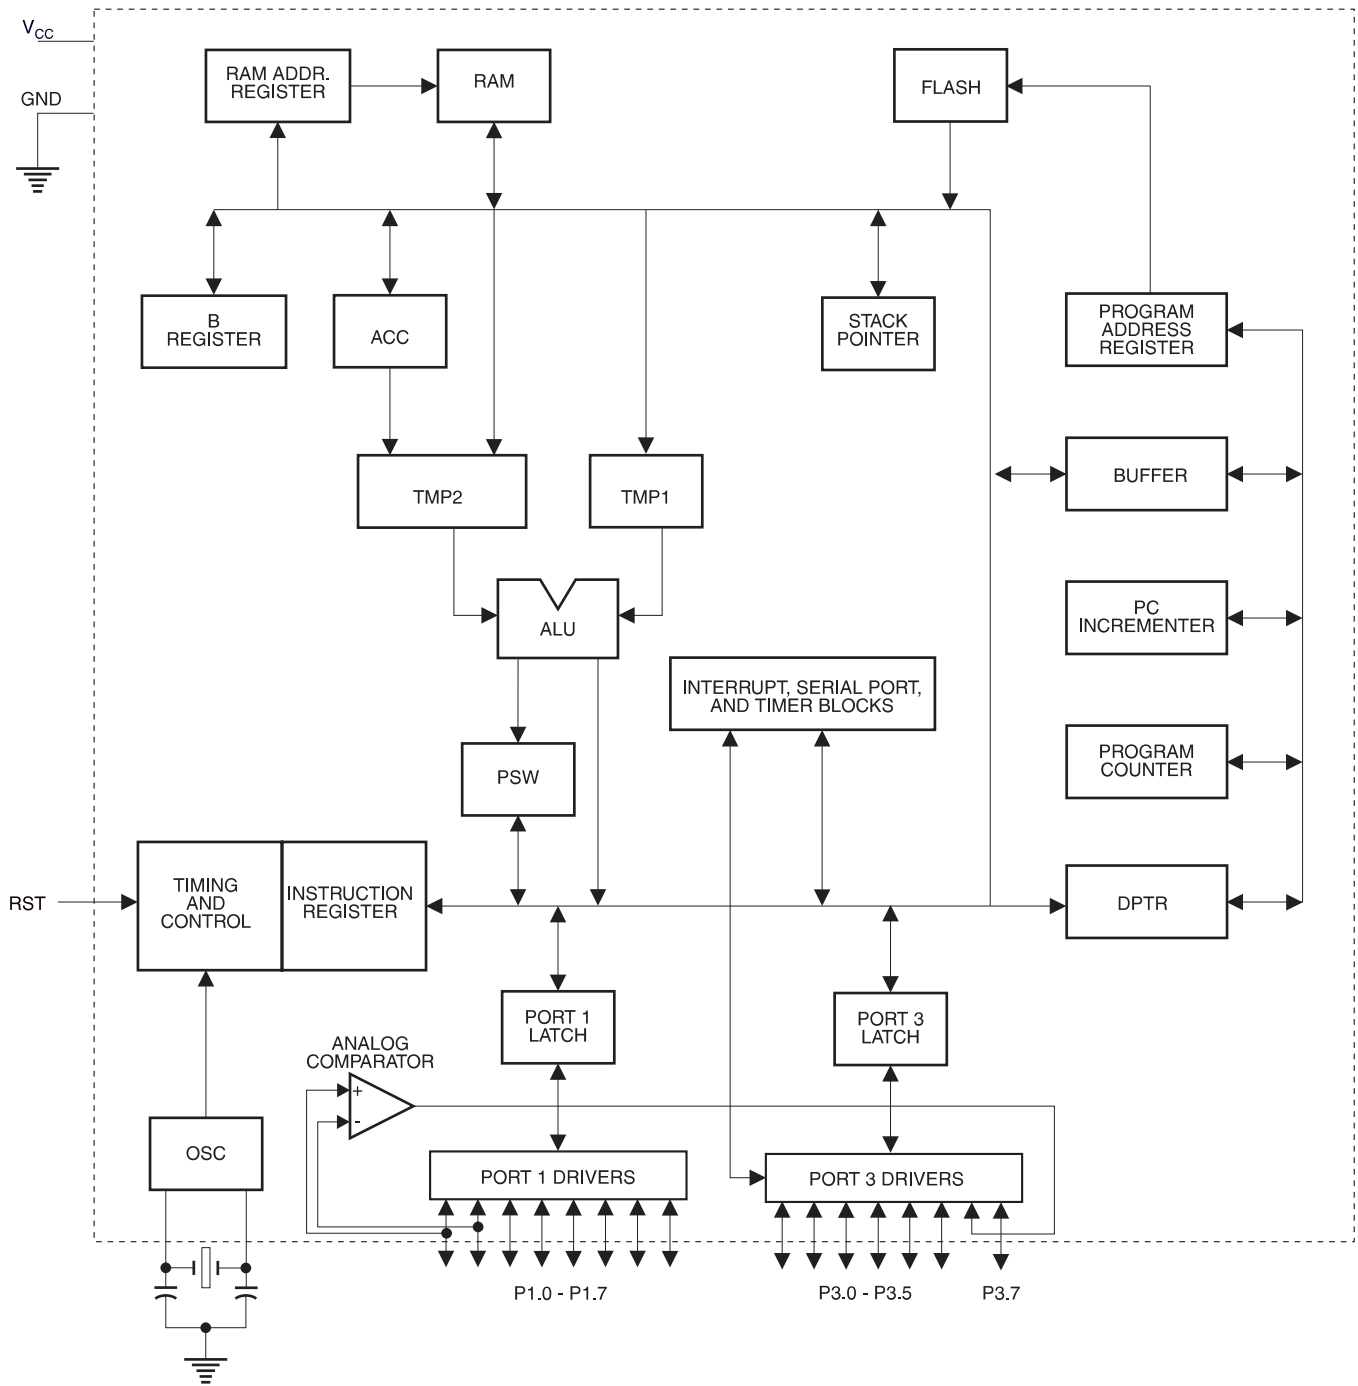 VCC
GND
RAM ADDR.
REGISTER
RAM
FLASH
B
REGISTER
ACC
STACK
POINTER
PROGRAM
ADDRESS
REGISTER
TMP2
TMP1
BUFFER
ALU
PC
INCREMENTER
INTERRUPT, SERIAL PORT,
AND TIMER BLOCKS
PSW
PROGRAM
COUNTER
RST
TIMING
AND
CONTROL
INSTRUCTION
REGISTER
DPTR
PORT 1
LATCH
PORT 3
LATCH
ANALOG
COMPARATOR
+
-
OSC
PORT 1 DRIVERS
PORT 3 DRIVERS
P1.0 - P1.7
P3.0 - P3.5
P3.7